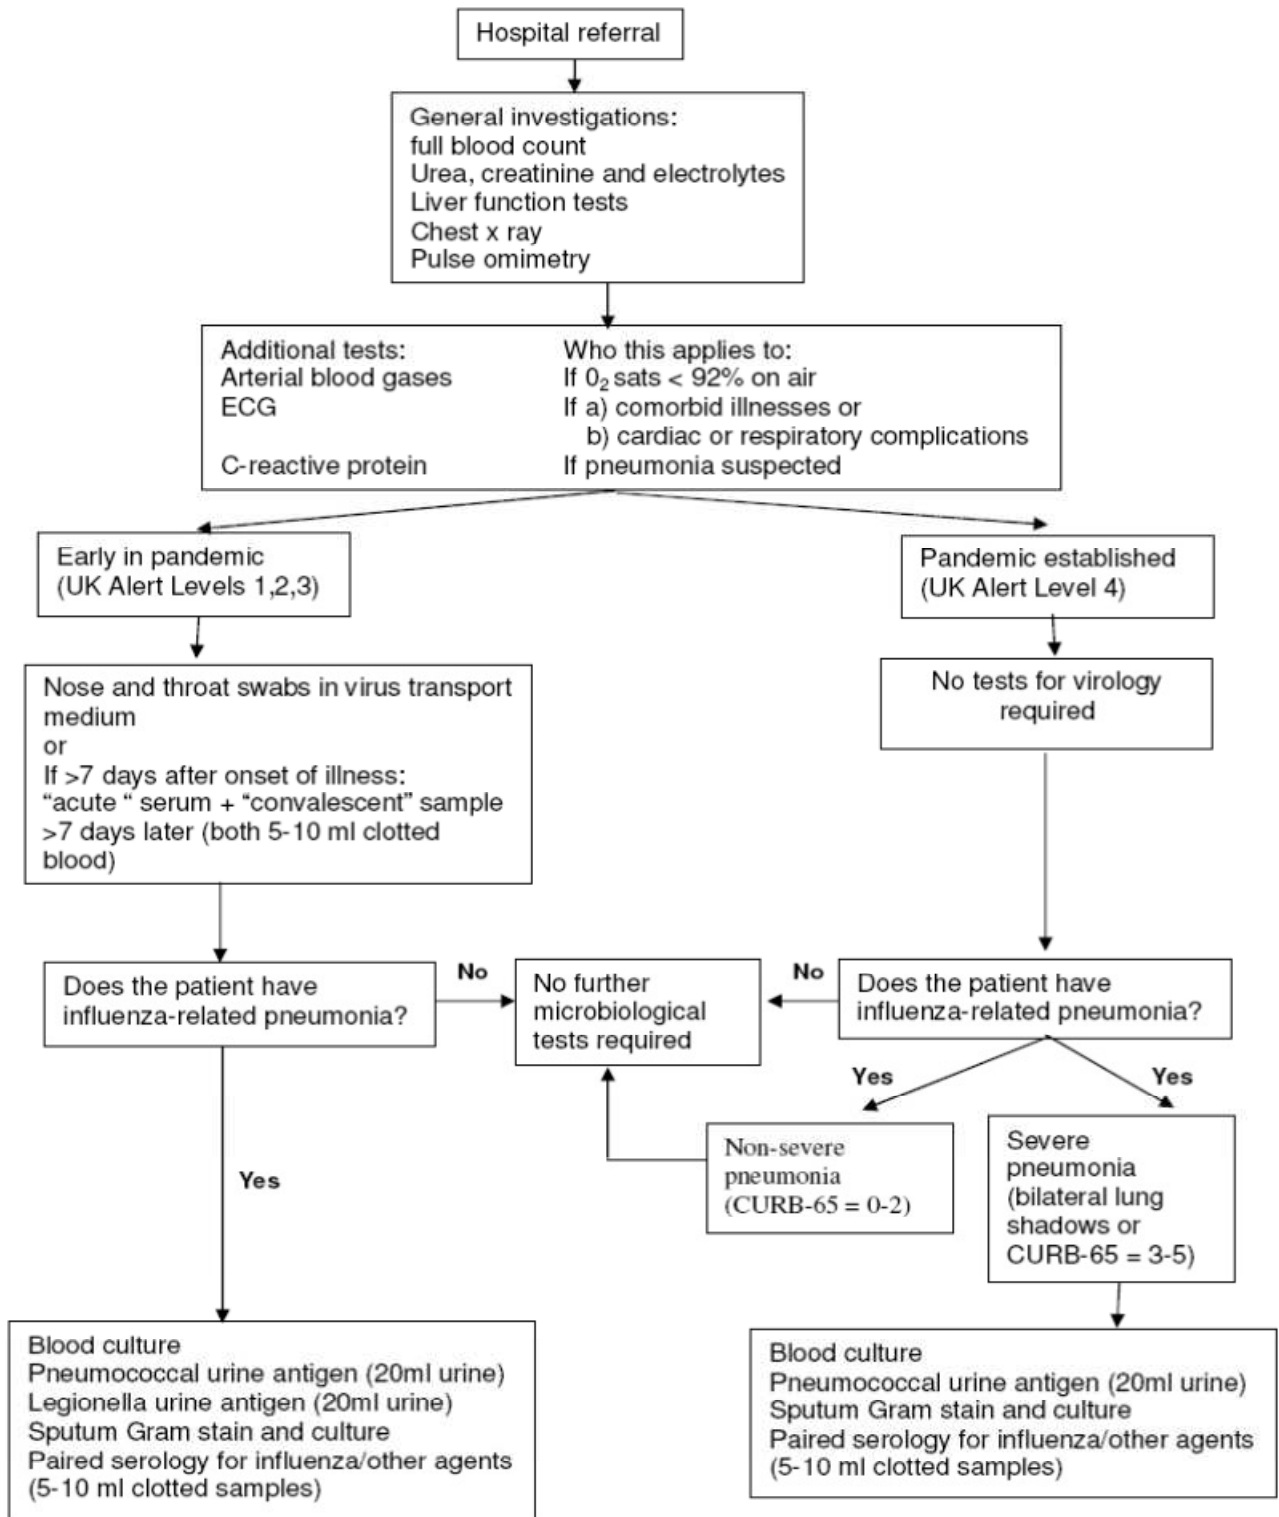 Hospital referral
General investigations:
full blood count
Urea, creatinine and electrolytes
Liver function tests
Chest x ray
Pulse omimetry
Additional tests: Who this applies to:
Arterial blood gases If 0₂ sats < 92% on air
ECG If a) comorbid illnesses or
b) cardiac or respiratory complications
C-reactive protein If pneumonia suspected
Early in pandemic
(UK Alert Levels 1,2,3)
Pandemic established
(UK Alert Level 4)
Nose and throat swabs in virus transport
medium
or
If >7 days after onset of illness:
“acute “ serum + “convalescent” sample
>7 days later (both 5-10 ml clotted
blood)
No tests for virology
required
Does the patient have
influenza-related pneumonia?
No
No further
microbiological
tests required
No
Does the patient have
influenza-related pneumonia?
Yes
Yes
Yes
Non-severe
pneumonia
(CURB-65 = 0-2)
Severe
pneumonia
(bilateral lung
shadows or
CURB-65 = 3-5)
Blood culture
Pneumococcal urine antigen (20ml urine)
Legionella urine antigen (20ml urine)
Sputum Gram stain and culture
Paired serology for influenza/other agents
(5-10 ml clotted samples)
Blood culture
Pneumococcal urine antigen (20ml urine)
Sputum Gram stain and culture
Paired serology for influenza/other agents
(5-10 ml clotted samples)